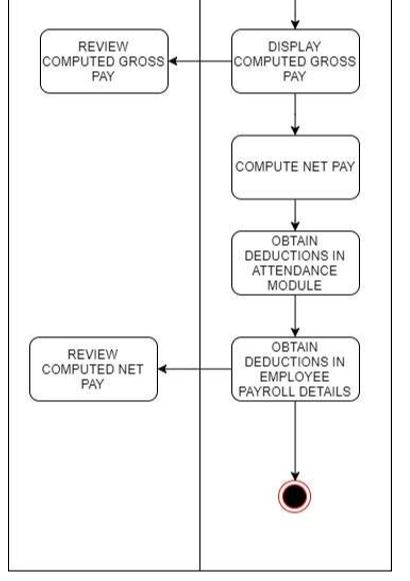 REVIEW
COMPUTED GROSS
PAY
DISPLAY
COMPUTED GROSS
PAY
COMPUTE NET PAY
OBTAIN
DEDUCTIONS IN
ATTENDANCE
MODULE
REVIEW
COMPUTED NET
PAY
OBTAIN
DEDUCTIONS IN
EMPLOYEE
PAYROLL DETAILS